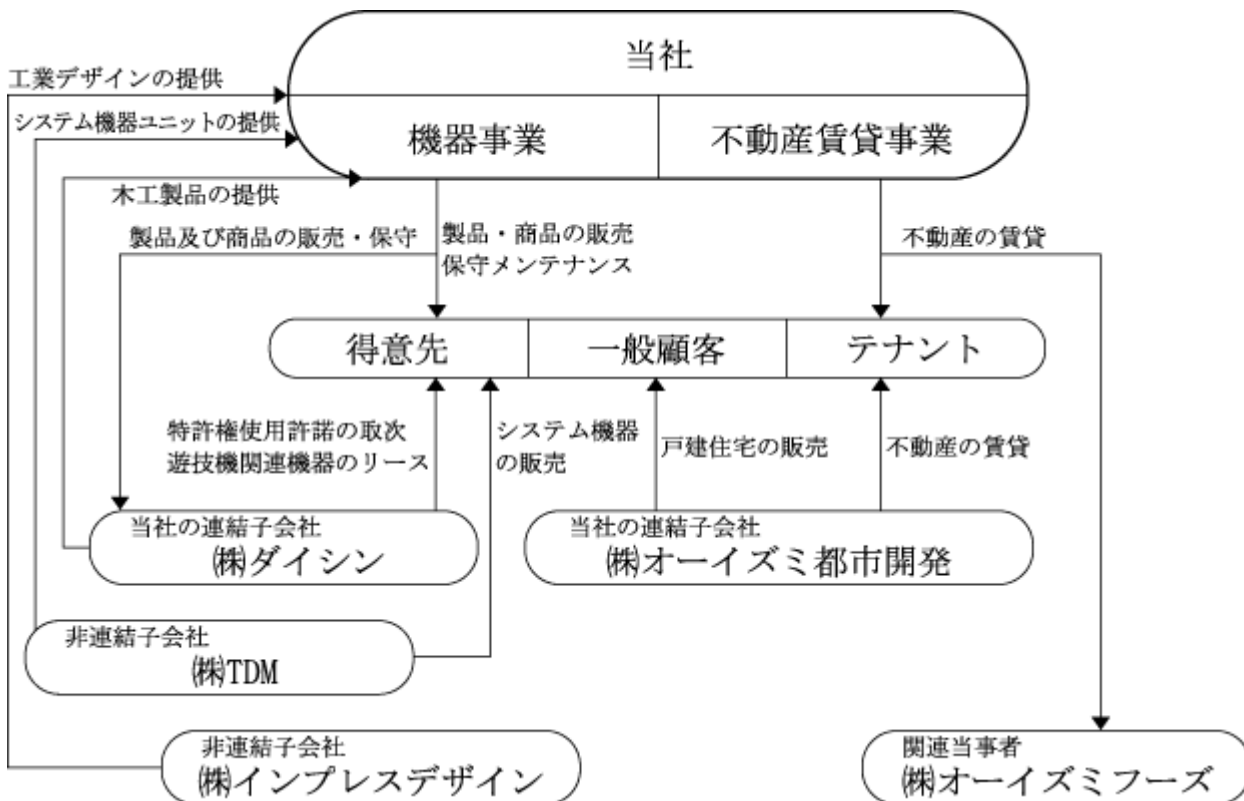 当社
工業デザインの提供
システム機器ユニットの提供
機器事業
不動産賃貸事業
木工製品の提供
製品及び商品の販売・保守
製品・商品の販売
保守メンテナンス
不動産の賃貸
得意先
一般顧客
テナント
特許権使用許諾の取次
遊技機関連機器のリース
システム機器
の販売
戸建住宅の販売
不動産の賃貸
当社の連結子会社
㈱ダイシン
当社の連結子会社
㈱オーイズミ都市開発
非連結子会社
㈱TDM
非連結子会社
㈱インプレスデザイン
関連当事者
㈱オーイズミフーズ